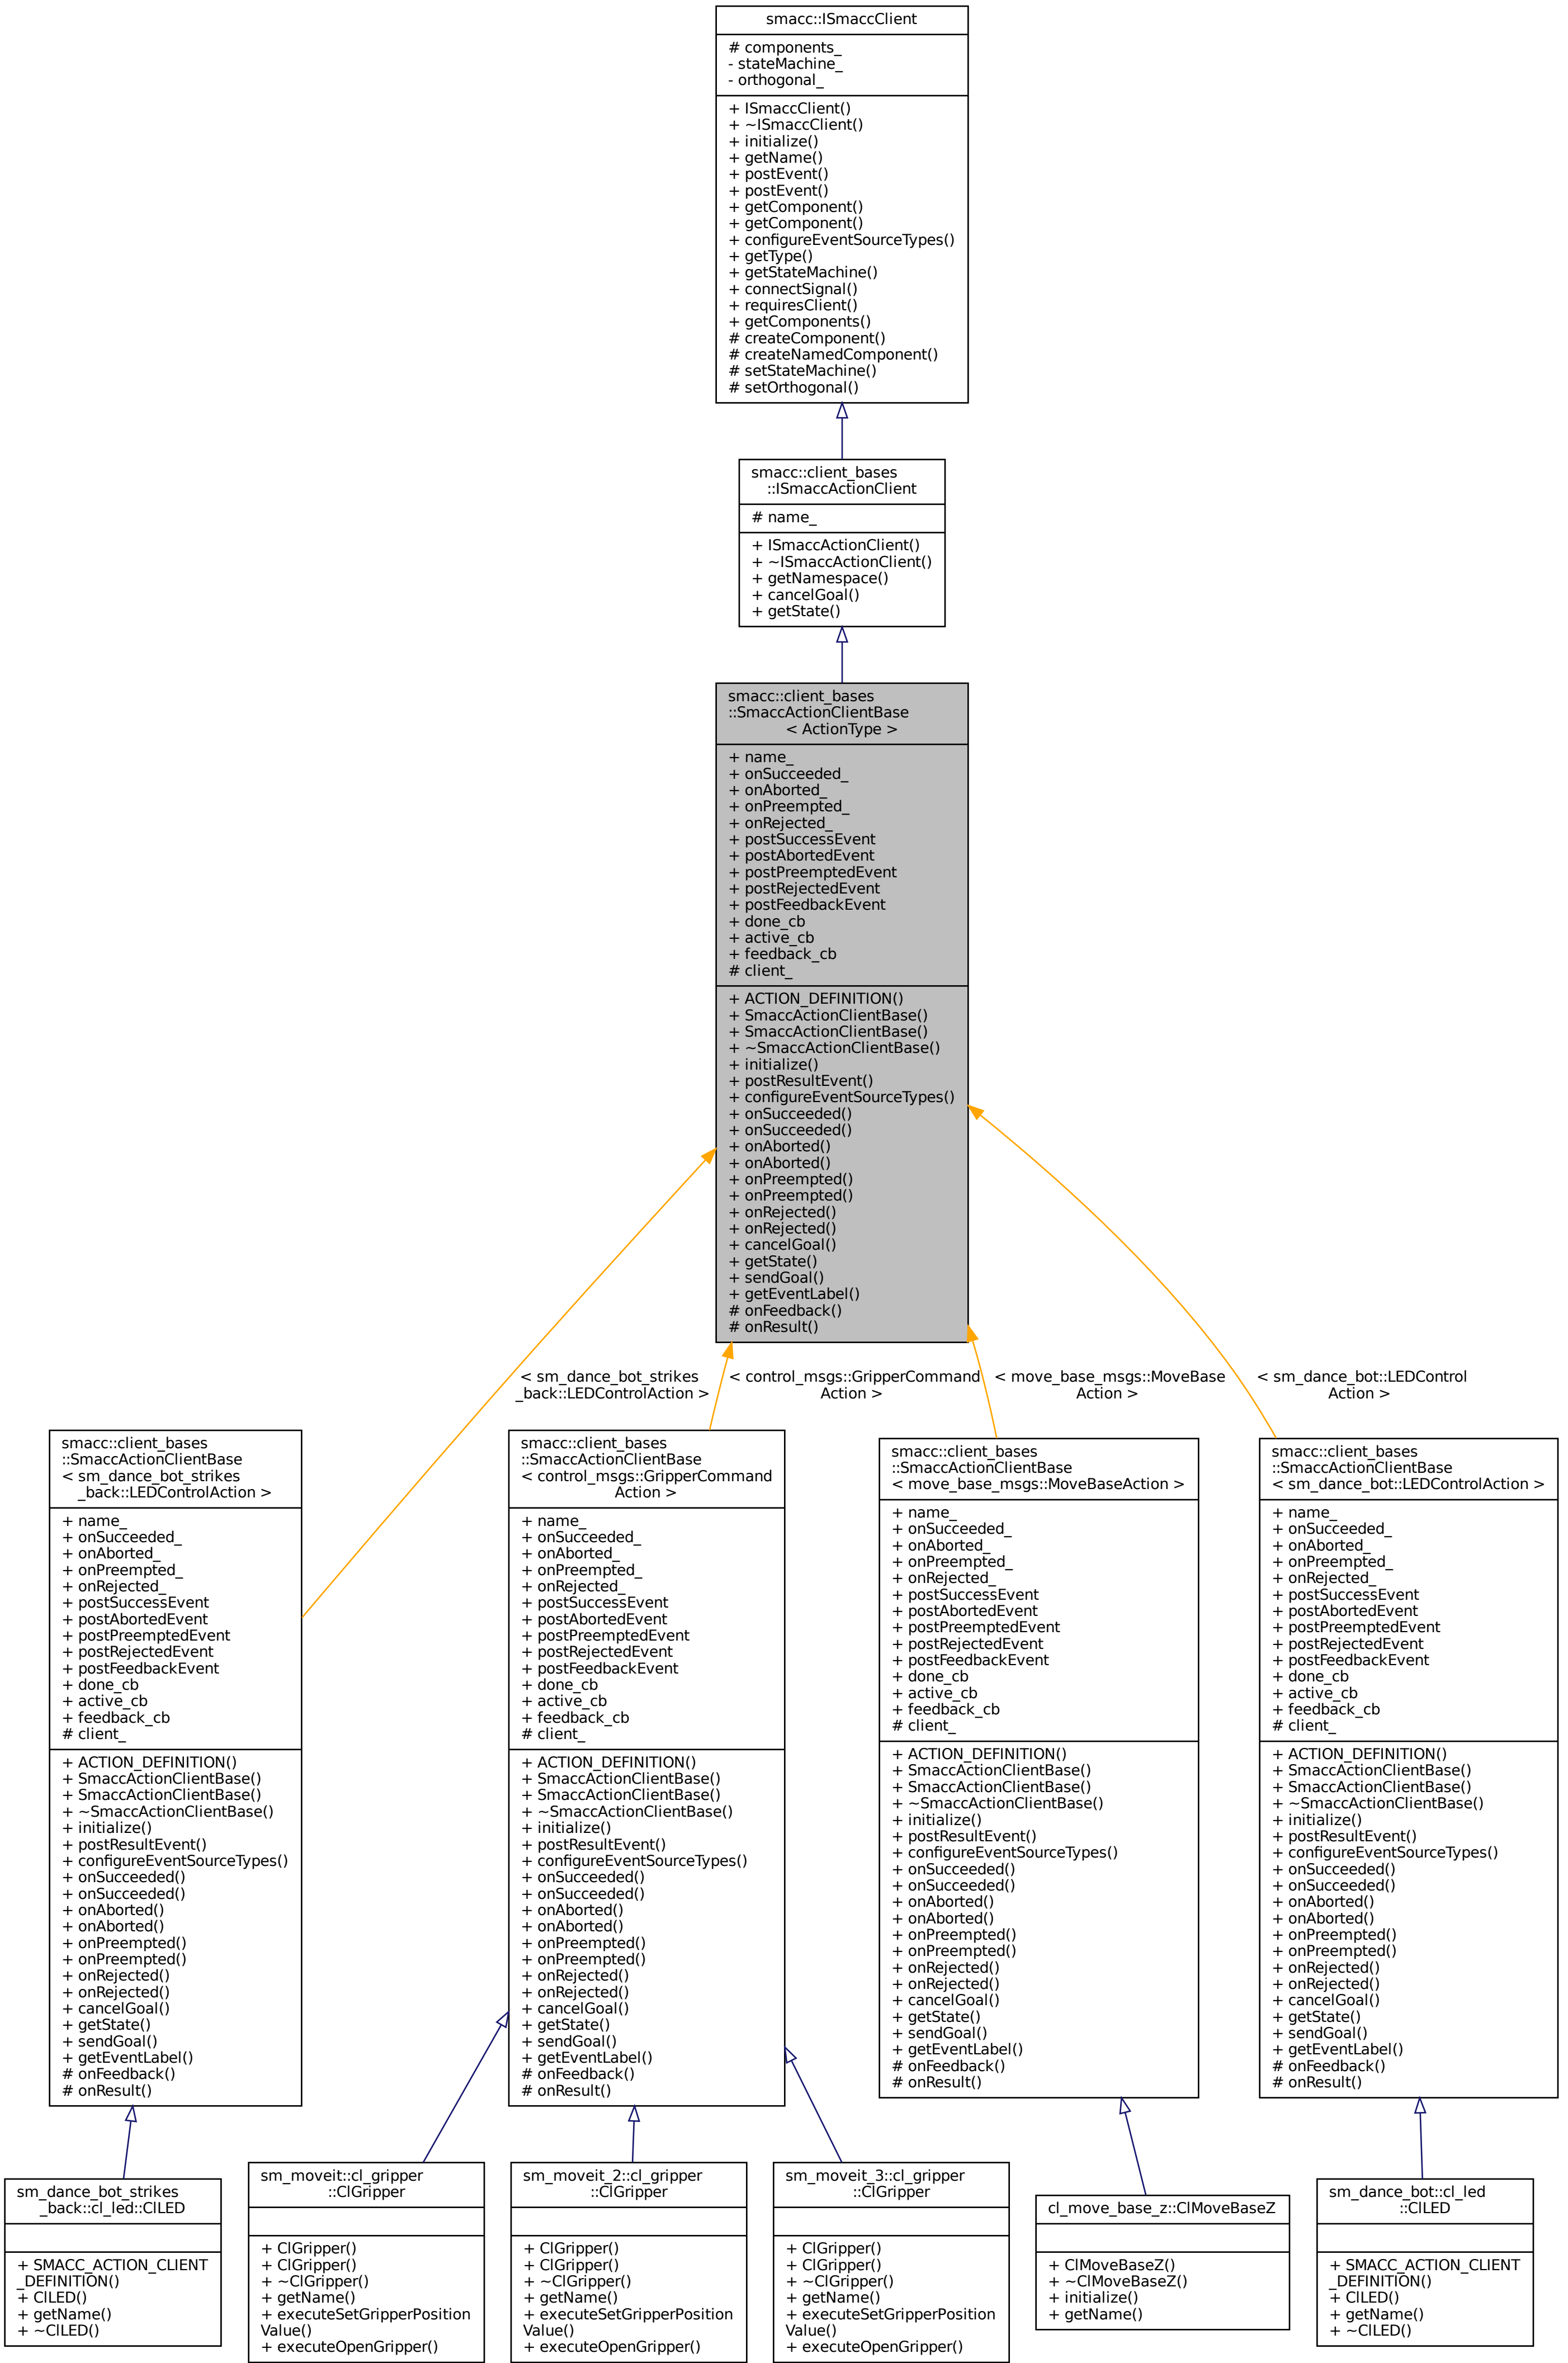 smacc::ISmaccClient
# components_
- stateMachine_
- orthogonal_
+ ISmaccClient()
+ ~ISmaccClient()
+ initialize()
+ getName()
+ postEvent()
+ postEvent()
+ getComponent()
+ getComponent()
+ configureEventSourceTypes()
+ getType()
+ getStateMachine()
+ connectSignal()
+ requiresClient()
+ getComponents()
# createComponent()
# createNamedComponent()
# setStateMachine()
# setOrthogonal()
smacc::client_bases
::ISmaccActionClient
# name_
+ ISmaccActionClient()
+ ~ISmaccActionClient()
+ getNamespace()
+ cancelGoal()
+ getState()
smacc::client_bases
::SmaccActionClientBase
< ActionType >
+ name_
+ onSucceeded_
+ onAborted_
+ onPreempted_
+ onRejected_
+ postSuccessEvent
+ postAbortedEvent
+ postPreemptedEvent
+ postRejectedEvent
+ postFeedbackEvent
+ done_cb
+ active_cb
+ feedback_cb
# client_
+ ACTION_DEFINITION()
+ SmaccActionClientBase()
+ SmaccActionClientBase()
+ ~SmaccActionClientBase()
+ initialize()
+ postResultEvent()
+ configureEventSourceTypes()
+ onSucceeded()
+ onSucceeded()
+ onAborted()
+ onAborted()
+ onPreempted()
+ onPreempted()
+ onRejected()
+ onRejected()
+ cancelGoal()
+ getState()
+ sendGoal()
+ getEventLabel()
# onFeedback()
# onResult()
< sm_dance_bot_strikes
_back::LEDControlAction >
< control_msgs::GripperCommand
Action >
< move_base_msgs::MoveBase
Action >
< sm_dance_bot::LEDControl
Action >
smacc::client_bases
::SmaccActionClientBase
< sm_dance_bot_strikes
_back::LEDControlAction >
+ name_
+ onSucceeded_
+ onAborted_
+ onPreempted_
+ onRejected_
+ postSuccessEvent
+ postAbortedEvent
+ postPreemptedEvent
+ postRejectedEvent
+ postFeedbackEvent
+ done_cb
+ active_cb
+ feedback_cb
# client_
+ ACTION_DEFINITION()
+ SmaccActionClientBase()
+ SmaccActionClientBase()
+ ~SmaccActionClientBase()
+ initialize()
+ postResultEvent()
+ configureEventSourceTypes()
+ onSucceeded()
+ onSucceeded()
+ onAborted()
+ onAborted()
+ onPreempted()
+ onPreempted()
+ onRejected()
+ onRejected()
+ cancelGoal()
+ getState()
+ sendGoal()
+ getEventLabel()
# onFeedback()
# onResult()
smacc::client_bases
::SmaccActionClientBase
< control_msgs::GripperCommand
Action >
+ name_
+ onSucceeded_
+ onAborted_
+ onPreempted_
+ onRejected_
+ postSuccessEvent
+ postAbortedEvent
+ postPreemptedEvent
+ postRejectedEvent
+ postFeedbackEvent
+ done_cb
+ active_cb
+ feedback_cb
# client_
+ ACTION_DEFINITION()
+ SmaccActionClientBase()
+ SmaccActionClientBase()
+ ~SmaccActionClientBase()
+ initialize()
+ postResultEvent()
+ configureEventSourceTypes()
+ onSucceeded()
+ onSucceeded()
+ onAborted()
+ onAborted()
+ onPreempted()
+ onPreempted()
+ onRejected()
+ onRejected()
+ cancelGoal()
+ getState()
+ sendGoal()
+ getEventLabel()
# onFeedback()
# onResult()
smacc::client_bases
::SmaccActionClientBase
< move_base_msgs::MoveBaseAction >
+ name_
+ onSucceeded_
+ onAborted_
+ onPreempted_
+ onRejected_
+ postSuccessEvent
+ postAbortedEvent
+ postPreemptedEvent
+ postRejectedEvent
+ postFeedbackEvent
+ done_cb
+ active_cb
+ feedback_cb
# client_
+ ACTION_DEFINITION()
+ SmaccActionClientBase()
+ SmaccActionClientBase()
+ ~SmaccActionClientBase()
+ initialize()
+ postResultEvent()
+ configureEventSourceTypes()
+ onSucceeded()
+ onSucceeded()
+ onAborted()
+ onAborted()
+ onPreempted()
+ onPreempted()
+ onRejected()
+ onRejected()
+ cancelGoal()
+ getState()
+ sendGoal()
+ getEventLabel()
# onFeedback()
# onResult()
smacc::client_bases
::SmaccActionClientBase
< sm_dance_bot::LEDControlAction >
+ name_
+ onSucceeded_
+ onAborted_
+ onPreempted_
+ onRejected_
+ postSuccessEvent
+ postAbortedEvent
+ postPreemptedEvent
+ postRejectedEvent
+ postFeedbackEvent
+ done_cb
+ active_cb
+ feedback_cb
# client_
+ ACTION_DEFINITION()
+ SmaccActionClientBase()
+ SmaccActionClientBase()
+ ~SmaccActionClientBase()
+ initialize()
+ postResultEvent()
+ configureEventSourceTypes()
+ onSucceeded()
+ onSucceeded()
+ onAborted()
+ onAborted()
+ onPreempted()
+ onPreempted()
+ onRejected()
+ onRejected()
+ cancelGoal()
+ getState()
+ sendGoal()
+ getEventLabel()
# onFeedback()
# onResult()
sm_dance_bot_strikes
_back::cl_led::ClLED
+ SMACC_ACTION_CLIENT
_DEFINITION()
+ ClLED()
+ getName()
+ ~ClLED()
sm_moveit::cl_gripper
::ClGripper
+ ClGripper()
+ ClGripper()
+ ~ClGripper()
+ getName()
+ executeSetGripperPosition
Value()
+ executeOpenGripper()
sm_moveit_2::cl_gripper
::ClGripper
+ ClGripper()
+ ClGripper()
+ ~ClGripper()
+ getName()
+ executeSetGripperPosition
Value()
+ executeOpenGripper()
sm_moveit_3::cl_gripper
::ClGripper
+ ClGripper()
+ ClGripper()
+ ~ClGripper()
+ getName()
+ executeSetGripperPosition
Value()
+ executeOpenGripper()
cl_move_base_z::ClMoveBaseZ
+ ClMoveBaseZ()
+ ~ClMoveBaseZ()
+ initialize()
+ getName()
sm_dance_bot::cl_led
::ClLED
+ SMACC_ACTION_CLIENT
_DEFINITION()
+ ClLED()
+ getName()
+ ~ClLED()